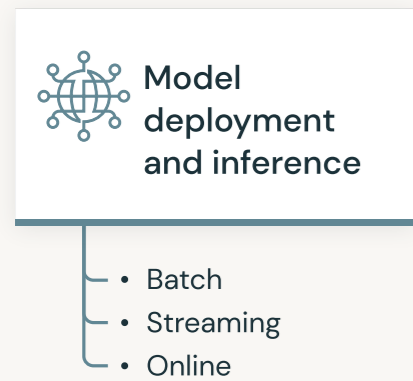 Model
deployment
and inference
• Batch
• Streaming
• Online